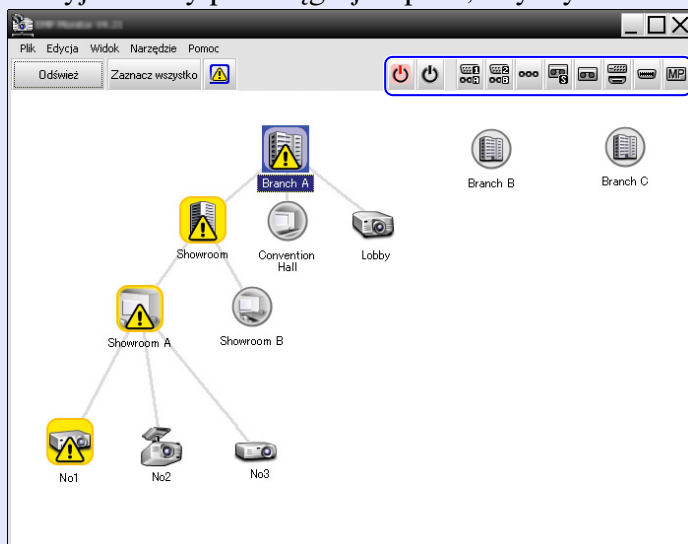 Plik Edycja Widok Narzędzie Pomoc
Odśwież Zaznacz wszystko
MP
Branch A
Branch B
Branch C
Showroom
Convention
Hall
Lobby
Showroom A
Showroom B
No1
No2
No3